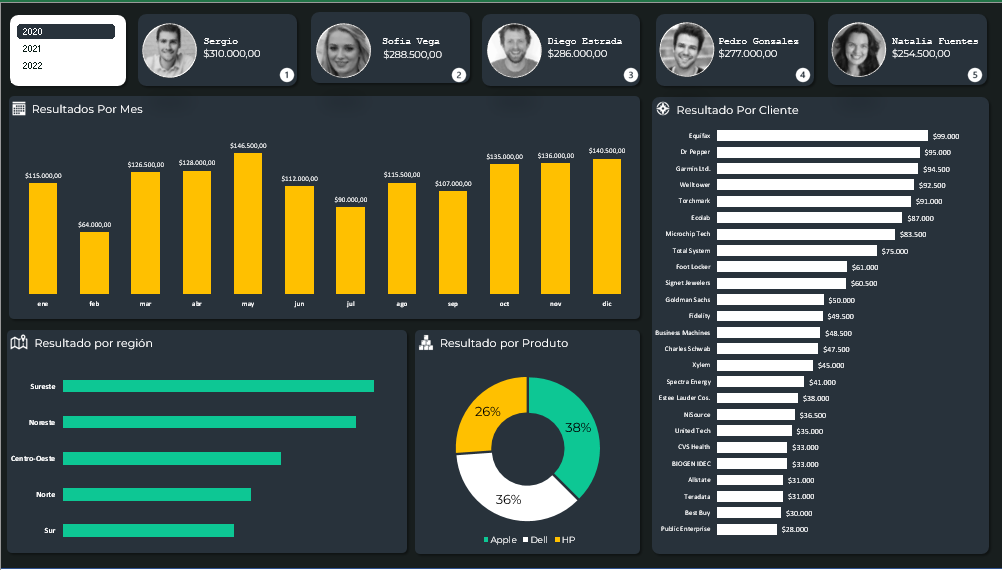 2020
2021
2022
Sergio
$310.000,00
1
Sofia Vega
$288.500,00
2
Diego Estrada
$286.000,00
3
Pedro Gonzalez
$277.000,00
4
Natalia Fuentes
$254.500,00
5
Resultados Por Mes
$115.000,00
$64.000,00
$126.500,00
$128.000,00
$146.500,00
$112.000,00
$90.000,00
$115.500,00
$107.000,00
$135.000,00
$136.000,00
$140.500,00
ene feb mar abr may jun jul ago sep oct nov dic
Resultado por región
Sureste
Noreste
Centro-Oeste
Norte
Sur
Resultado por Produto
26%
38%
36%
Apple Dell HP
Resultado Por Cliente
Equifax $99.000
Dr Pepper $95.000
Garmin Ltd. $94.500
Welltower $92.500
Torchmark $91.000
Ecolab $87.000
Microchip Tech $83.500
Total System $75.000
Foot Locker $61.000
Signet Jewelers $60.500
Goldman Sachs $50.000
Fidelity $49.500
Business Machines $48.500
Charles Schwab $47.500
Xylem $45.000
Spectra Energy $41.000
Estee Lauder Cos. $38.000
NiSource $36.500
United Tech $35.000
CVS Health $33.000
BIOGEN IDEC $33.000
Allstate $31.000
Teradata $31.000
Best Buy $30.000
Public Enterprise $28.000